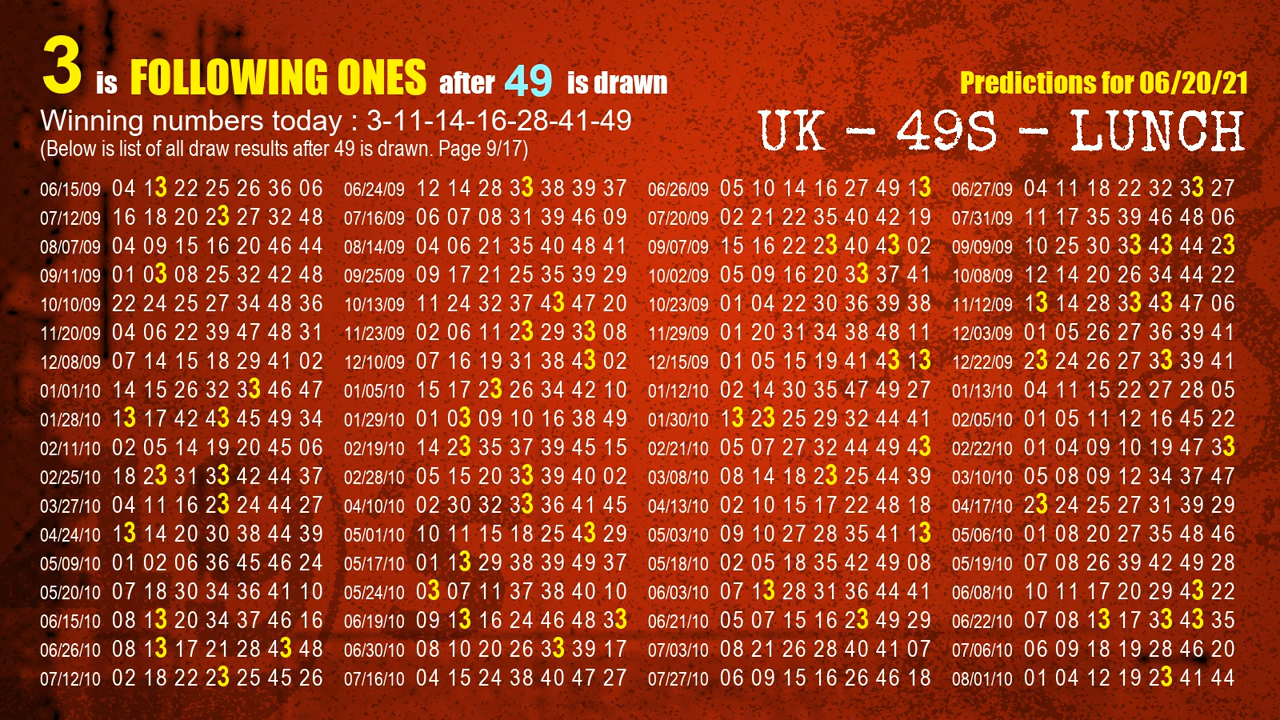 3 is FOLLOWING ONES after 49 is drawn
Predictions for 06/20/21
Winning numbers today : 3-11-14-16-28-41-49
UK - 49S - LUNCH
(Below is list of all draw results after 49 is drawn. Page 9/17)
06/15/09 04 13 22 25 26 36 06 06/24/09 12 14 28 33 38 39 37 06/26/09 05 10 14 16 27 49 13 06/27/09 04 11 18 22 32 33 27
07/12/09 16 18 20 23 27 32 48 07/16/09 06 07 08 31 39 46 09 07/20/09 02 21 22 35 40 42 19 07/31/09 11 17 35 39 46 48 06
08/07/09 04 09 15 16 20 46 44 08/14/09 04 06 21 35 40 48 41 09/07/09 15 16 22 23 40 43 02 09/09/09 10 25 30 33 43 44 23
09/11/09 01 03 08 25 32 42 48 09/25/09 09 17 21 25 35 39 29 10/02/09 05 09 16 20 33 37 41 10/08/09 12 14 20 26 34 44 22
10/10/09 22 24 25 27 34 48 36 10/13/09 11 24 32 37 43 47 20 10/23/09 01 04 22 30 36 39 38 11/12/09 13 14 28 33 43 47 06
11/20/09 04 06 22 39 47 48 31 11/23/09 02 06 11 23 29 33 08 11/29/09 01 20 31 34 38 48 11 12/03/09 01 05 26 27 36 39 41
12/08/09 07 14 15 18 29 41 02 12/10/09 07 16 19 31 38 43 02 12/15/09 01 05 15 19 41 43 13 12/22/09 23 24 26 27 33 39 41
01/01/10 14 15 26 32 33 46 47 01/05/10 15 17 23 26 34 42 10 01/12/10 02 14 30 35 47 49 27 01/13/10 04 11 15 22 27 28 05
01/28/10 13 17 42 43 45 49 34 01/29/10 01 03 09 10 16 38 49 01/30/10 13 23 25 29 32 44 41 02/05/10 01 05 11 12 16 45 22
02/11/10 02 05 14 19 20 45 06 02/19/10 14 23 35 37 39 45 15 02/21/10 05 07 27 32 44 49 43 02/22/10 01 04 09 10 19 47 33
02/25/10 18 23 31 33 42 44 37 02/28/10 05 15 20 33 39 40 02 03/08/10 08 14 18 23 25 44 39 03/10/10 05 08 09 12 34 37 47
03/27/10 04 11 16 23 24 44 27 04/10/10 02 30 32 33 36 41 45 04/13/10 02 10 15 17 22 48 18 04/17/10 23 24 25 27 31 39 29
04/24/10 13 14 20 30 38 44 39 05/01/10 10 11 15 18 25 43 29 05/03/10 09 10 27 28 35 41 13 05/06/10 01 08 20 27 35 48 46
05/09/10 01 02 06 36 45 46 24 05/17/10 01 13 29 38 39 49 37 05/18/10 02 05 18 35 42 49 08 05/19/10 07 08 26 39 42 49 28
05/20/10 07 18 30 34 36 41 10 05/24/10 03 07 11 37 38 40 10 06/03/10 07 13 28 31 36 44 41 06/08/10 10 11 17 20 29 43 22
06/15/10 08 13 20 34 37 46 16 06/19/10 09 13 16 24 46 48 33 06/21/10 05 07 15 16 23 49 29 06/22/10 07 08 13 17 33 43 35
06/26/10 08 13 17 21 28 43 48 06/30/10 08 10 20 26 33 39 17 07/03/10 08 21 26 28 40 41 07 07/06/10 06 09 18 19 28 46 20
07/12/10 02 18 22 23 25 45 26 07/16/10 04 15 24 38 40 47 27 07/27/10 06 09 15 16 26 46 18 08/01/10 01 04 12 19 23 41 44